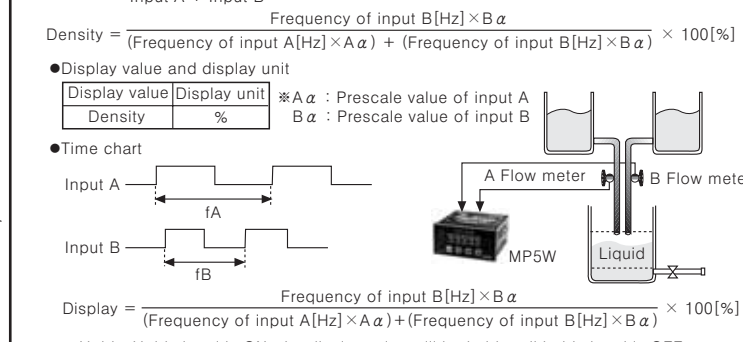 Input A + Input B
Density = Frequency of input B[Hz]×Bα / (Frequency of input A[Hz]×Aα) + (Frequency of input B[Hz]×Bα) × 100[%]
●Display value and display unit
Display value Display unit
Density %
※Aα : Prescale value of input A
Bα : Prescale value of input B
●Time chart
Input A
fA
Input B
fB
A Flow meter
B Flow mete
MP5W
Liquid
Display = Frequency of input B[Hz]×Bα / (Frequency of input A[Hz]×Aα)+(Frequency of input B[Hz]×Bα) × 100[%]